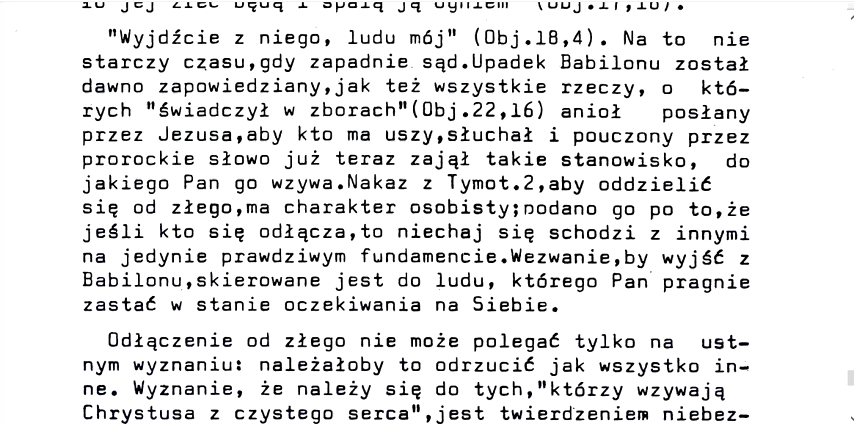 "Wyjdźcie z niego, ludu mój" (Obj.18,4). Na to nie
starczy czasu,gdy zapadnie sąd.Upadek Babilonu został
dawno zapowiedziany,jak też wszystkie rzeczy, o któ-
rych "świadczył w zborach"(Obj.22,16) anioł posłany
przez Jezusa,aby kto ma uszy,słuchał i pouczony przez
prorockie słowo już teraz zajął takie stanowisko, do
jakiego Pan go wzywa.Nakaz z Tymot.2,aby oddzielić
się od złego,ma charakter osobisty;podano go po to,że
jeśli kto się odłącza,to niechaj się schodzi z innymi
na jedynie prawdziwym fundamencie.Wezwanie,by wyjść z
Babilonu,skierowane jest do ludu, którego Pan pragnie
zastać w stanie oczekiwania na Siebie.
Odłączenie od złego nie może polegać tylko na ust-
nym wyznaniu: należałoby to odrzucić jak wszystko in-
ne. Wyznanie, że należy się do tych,"którzy wzywają
Chrystusa z czystego serca",jest twierdzeniem niebez-